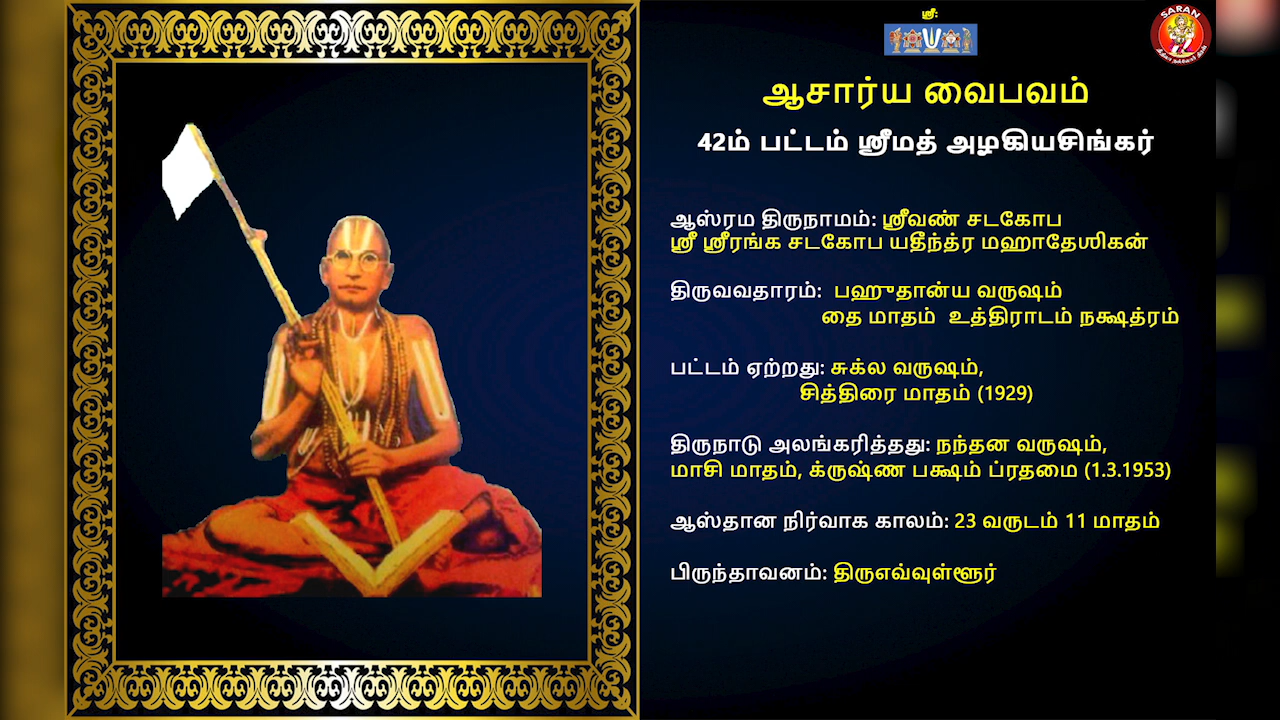 ஸ்ரீ:
SARAN
ஆசார்ய வைபவம்
42ம் பட்டம் ஸ்ரீமத் அழகியசிங்கர்
ஆஸ்ரம திருநாமம்: ஸ்ரீவண் சடகோப
ஸ்ரீ ஸ்ரீரங்க சடகோப யதீந்த்ர மஹாதேஶிகன்
திருவவதாரம்: பஹுதான்ய வருஷம்
தை மாதம் உத்திராடம் நக்ஷத்ரம்
பட்டம் ஏற்றது: சுக்ல வருஷம்,
சித்திரை மாதம் (1929)
திருநாடு அலங்கரித்தது: நந்தன வருஷம்,
மாசி மாதம், க்ருஷ்ண பக்ஷம் ப்ரதமை (1.3.1953)
ஆஸ்தான நிர்வாக காலம்: 23 வருடம் 11 மாதம்
பிருந்தாவனம்: திருஎவ்வுள்ளூர்